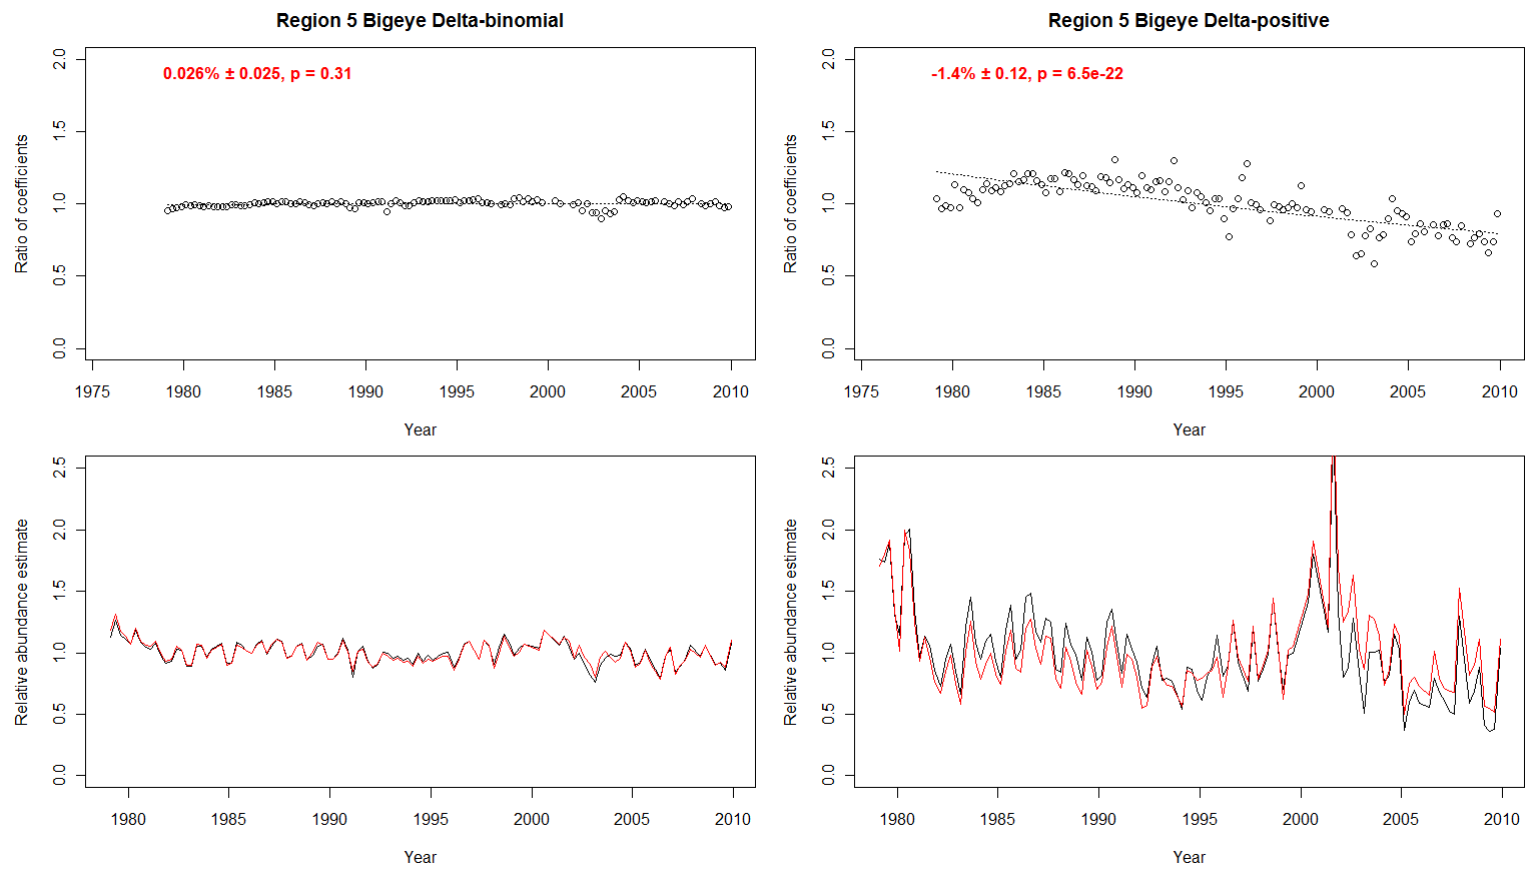 Region 5 Bigeye Delta-binomial
0.026% ± 0.025, p = 0.31
Ratio of coefficients
2.0
1.5
1.0
0.5
0.0
1975 1980 1985 1990 1995 2000 2005 2010
Year
Region 5 Bigeye Delta-positive
-1.4% ± 0.12, p = 6.5e-22
Ratio of coefficients
2.0
1.5
1.0
0.5
0.0
1975 1980 1985 1990 1995 2000 2005 2010
Year
Relative abundance estimate
2.5
2.0
1.5
1.0
0.5
0.0
1980 1985 1990 1995 2000 2005 2010
Year
Relative abundance estimate
2.5
2.0
1.5
1.0
0.5
0.0
1980 1985 1990 1995 2000 2005 2010
Year